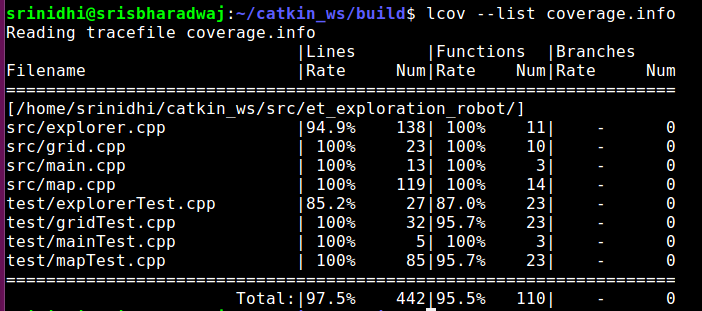 srinidhi@srisbharadwaj:~/catkin_ws/build$ lcov --list coverage.info
Reading tracefile coverage.info
                               |Lines      |Functions  |Branches
Filename                       |Rate    Num|Rate    Num|Rate    Num
===================================================================
[/home/srinidhi/catkin_ws/src/et_exploration_robot/]
src/explorer.cpp               |94.9%   138| 100%    11|    -     0
src/grid.cpp                   | 100%    23| 100%    10|    -     0
src/main.cpp                   | 100%    13| 100%     3|    -     0
src/map.cpp                    | 100%   119| 100%    14|    -     0
test/explorerTest.cpp          |85.2%    27|87.0%    23|    -     0
test/gridTest.cpp              | 100%    32|95.7%    23|    -     0
test/mainTest.cpp              | 100%     5| 100%     3|    -     0
test/mapTest.cpp               | 100%    85|95.7%    23|    -     0
===================================================================
                         Total:|97.5%   442|95.5%   110|    -     0